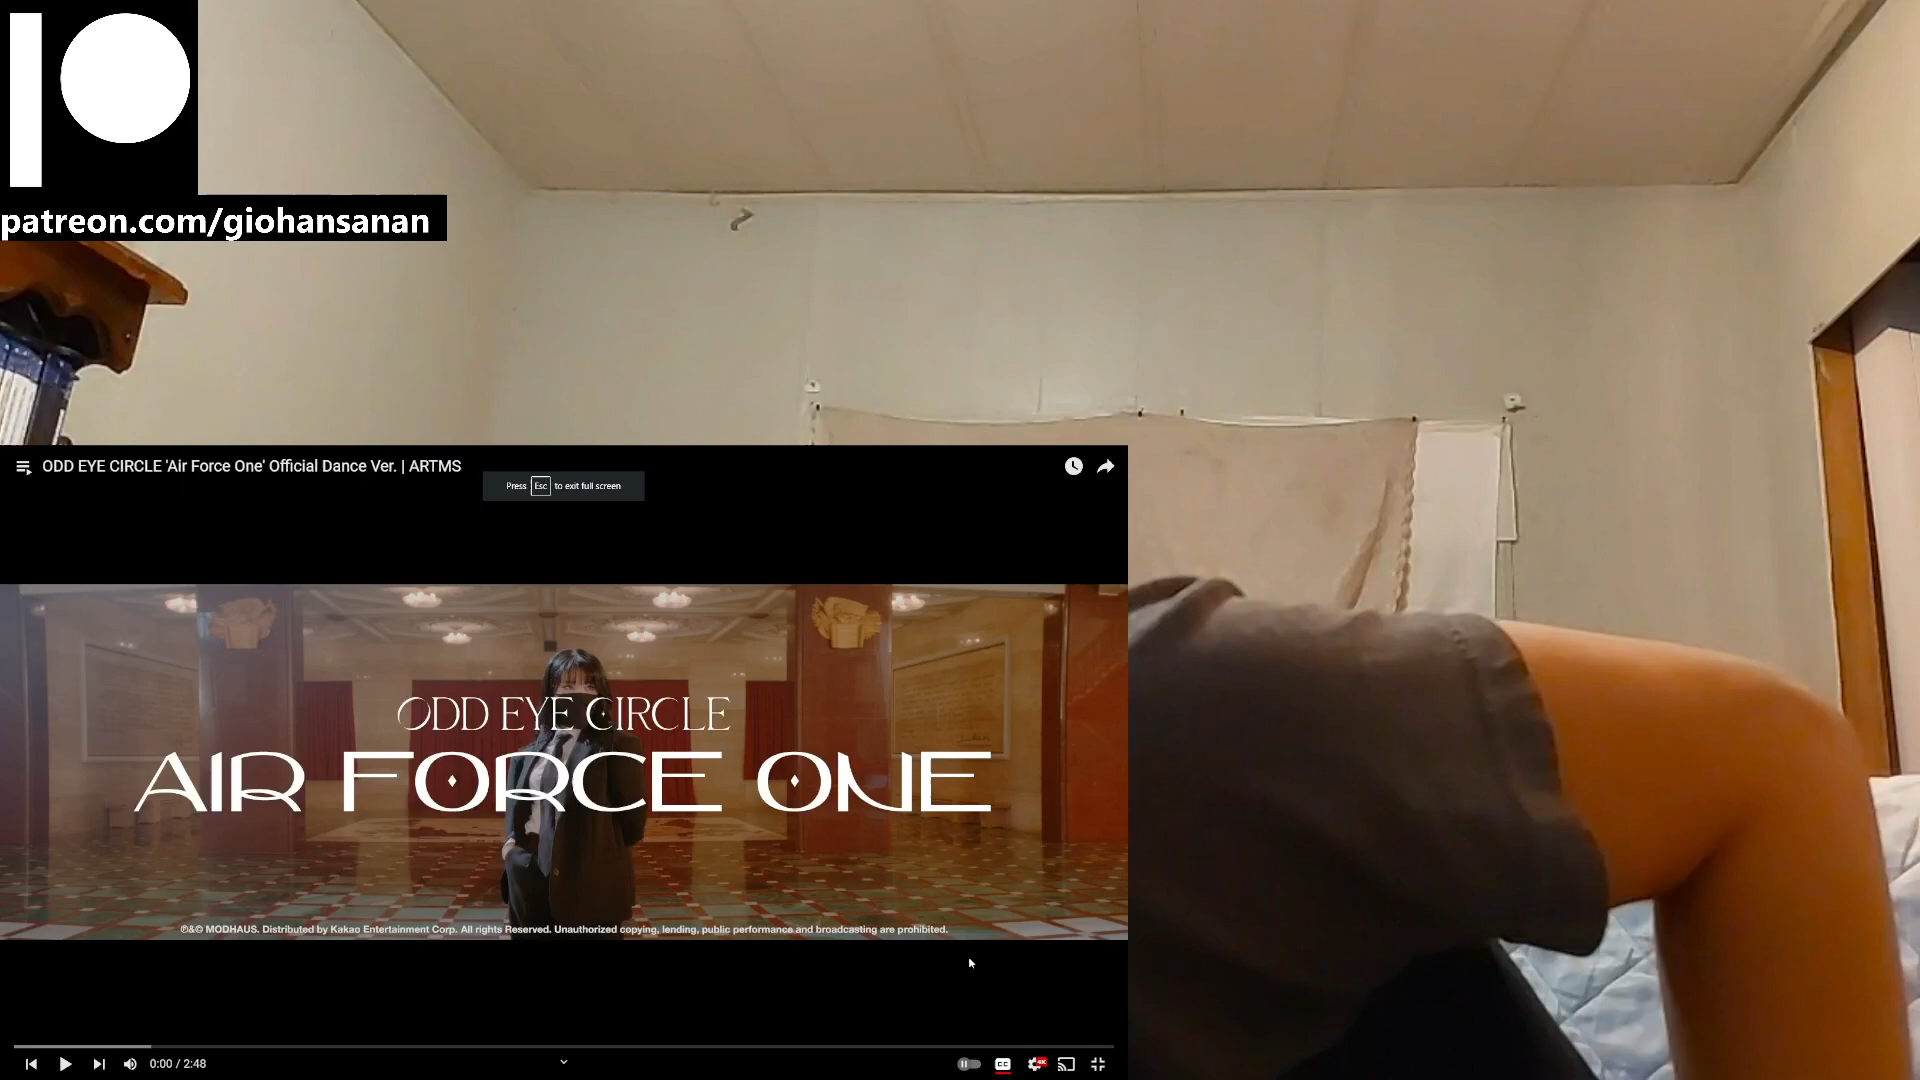 patreon.com/giohansanan
ODD EYE CIRCLE 'Air Force One' Official Dance Ver. | ARTMS
Press Esc to exit full screen
ODD EYE CIRCLE
AIR FORCE ONE
℗&© MODHAUS. Distributed by Kakao Entertainment Corp. All rights Reserved. Unauthorized copying, lending, public performance and broadcasting are prohibited.
0:00 / 2:48
CC
4K